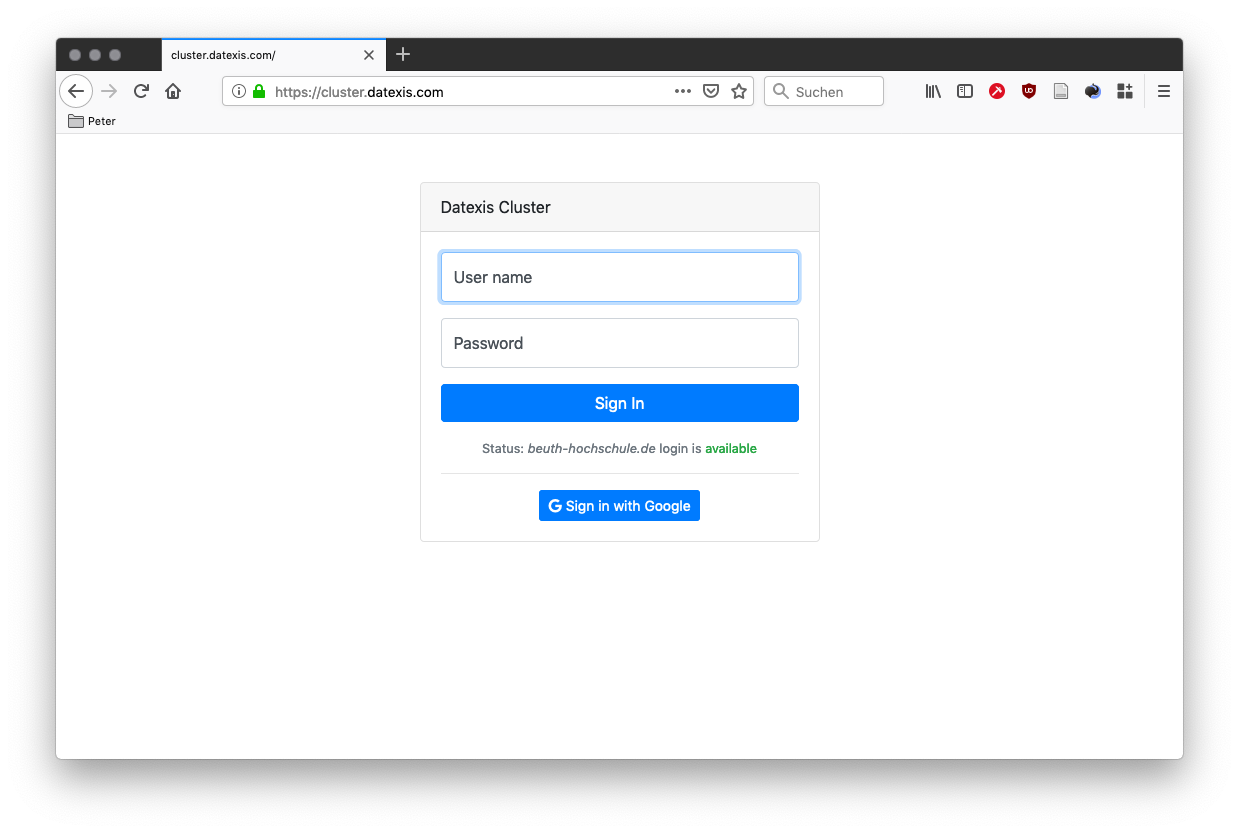 cluster.datexis.com/
https://cluster.datexis.com
Suchen
Peter
Datexis Cluster
User name
Password
Sign In
Status: beuth-hochschule.de login is available
G Sign in with Google